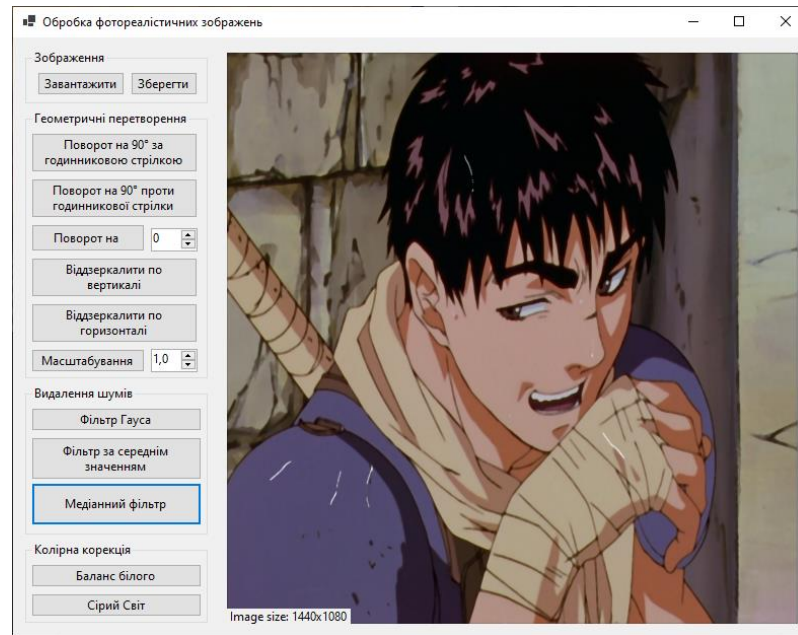 Обробка фотореалістичних зображень
Зображення
Завантажити
Зберегти
Геометричні перетворення
Поворот на 90° за
годинниковою стрілкою
Поворот на 90° проти
годинникової стрілки
Поворот на
0
Віддзеркалити по
вертикалі
Віддзеркалити по
горизонталі
Масштабування
1,0
Видалення шумів
Фільтр Гауса
Фільтр за середнім
значенням
Медіанний фільтр
Колірна корекція
Баланс білого
Сірий Світ
Image size: 1440x1080